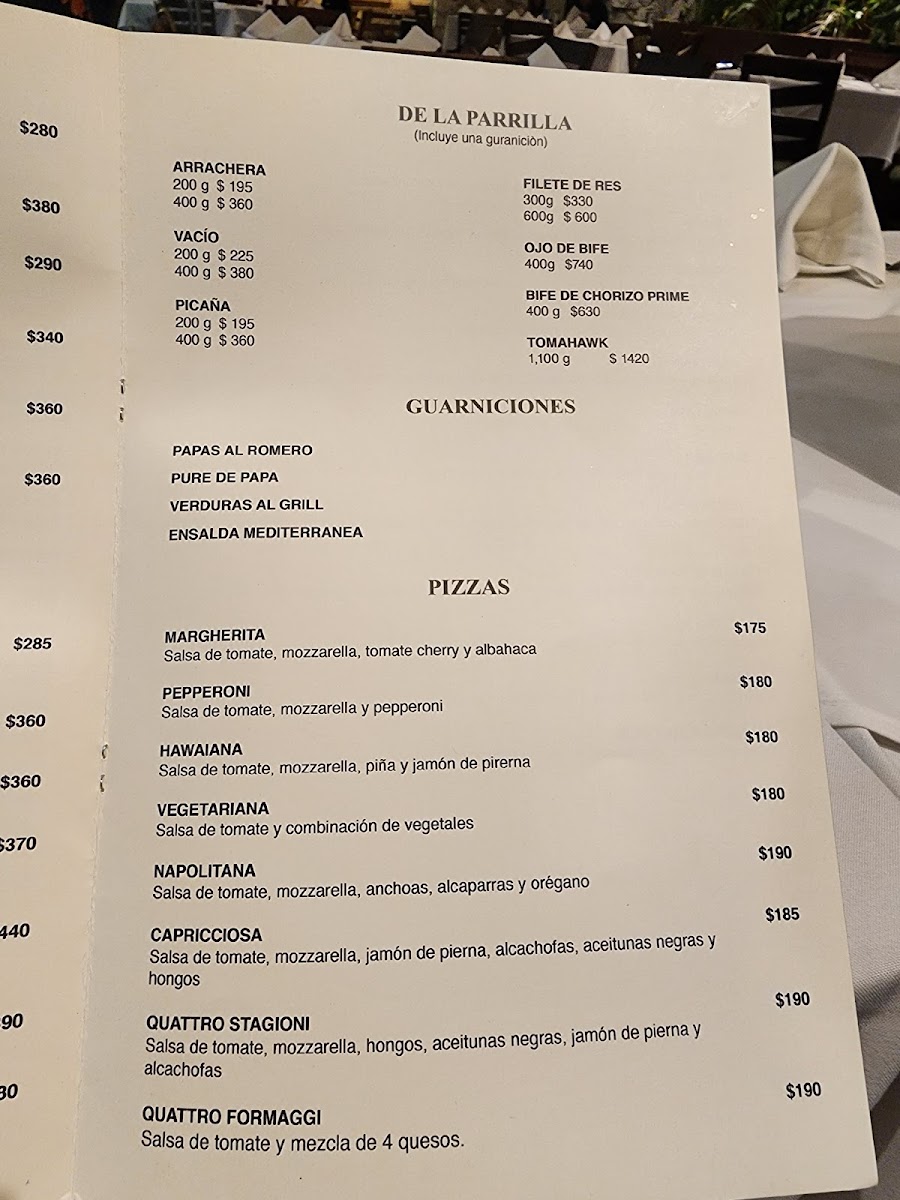 $280
$380
$290
$340
$360
$360
$285
$360
$360
$370
440
90
DE LA PARRILLA
(Incluye una guranición)
ARRACHERA
200 g $ 195
400 g $ 360
VACÍO
200 g $ 225
400 g $ 380
PICAÑA
200 g $ 195
400 g $ 360
FILETE DE RES
300g $330
600g $ 600
OJO DE BIFE
400g $740
BIFE DE CHORIZO PRIME
400 g $630
TOMAHAWK
1,100 g $ 1420
GUARNICIONES
PAPAS AL ROMERO
PURE DE PAPA
VERDURAS AL GRILL
ENSALDA MEDITERRANEA
PIZZAS
MARGHERITA $175
Salsa de tomate, mozzarella, tomate cherry y albahaca
PEPPERONI $180
Salsa de tomate, mozzarella y pepperoni
HAWAIANA $180
Salsa de tomate, mozzarella, piña y jamón de pirerna
VEGETARIANA $180
Salsa de tomate y combinación de vegetales
NAPOLITANA $190
Salsa de tomate, mozzarella, anchoas, alcaparras y orégano
CAPRICCIOSA $185
Salsa de tomate, mozzarella, jamón de pierna, alcachofas, aceitunas negras y
hongos
QUATTRO STAGIONI $190
Salsa de tomate, mozzarella, hongos, aceitunas negras, jamón de pierna y
alcachofas
QUATTRO FORMAGGI $190
Salsa de tomate y mezcla de 4 quesos.